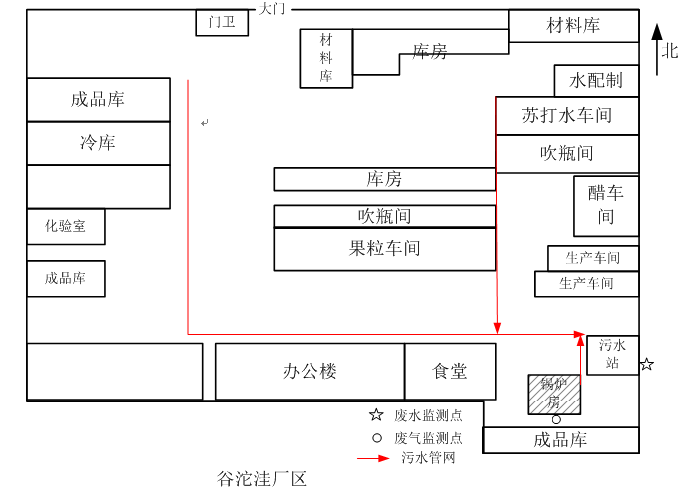 大门
门卫
材料库
材
料
库
库房
北
水配制
成品库
苏打水车间
冷库
吹瓶间
库房
醋车
间
吹瓶间
化验室
果粒车间
生产车间
成品库
生产车间
污水
站
办公楼
食堂
锅炉
房
废水监测点
废气监测点
成品库
污水管网
谷沱洼厂区